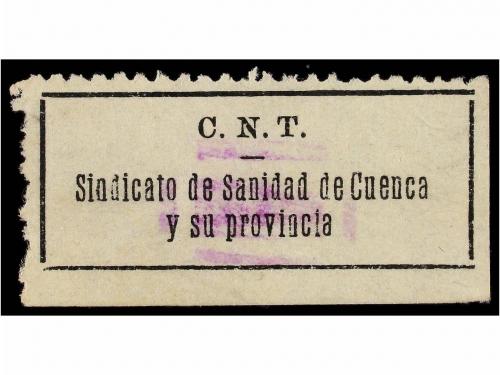 C. N. T.
Sindicato de Sanidad de Cuenca
y su provincia